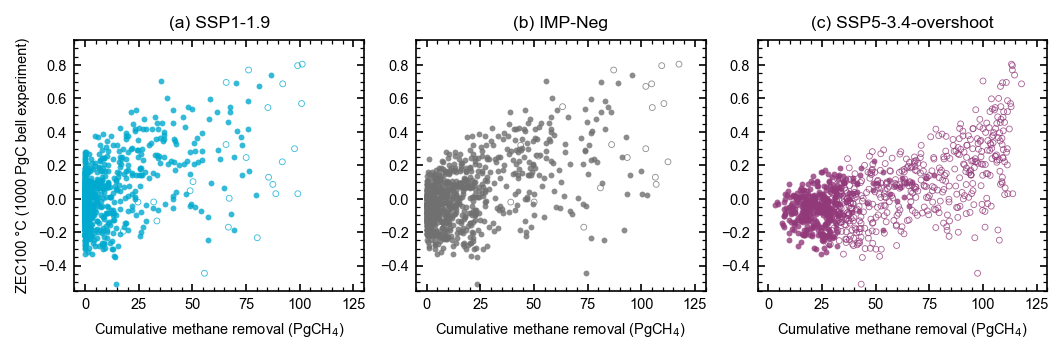 (a) SSP1-1.9
(b) IMP-Neg
(c) SSP5-3.4-overshoot
ZEC100 °C (1000 PgC bell experiment)
0.8
0.6
0.4
0.2
0.0
−0.2
−0.4
0 25 50 75 100 125
Cumulative methane removal (PgCH₄)
0.8
0.6
0.4
0.2
0.0
−0.2
−0.4
0 25 50 75 100 125
Cumulative methane removal (PgCH₄)
0.8
0.6
0.4
0.2
0.0
−0.2
−0.4
0 25 50 75 100 125
Cumulative methane removal (PgCH₄)